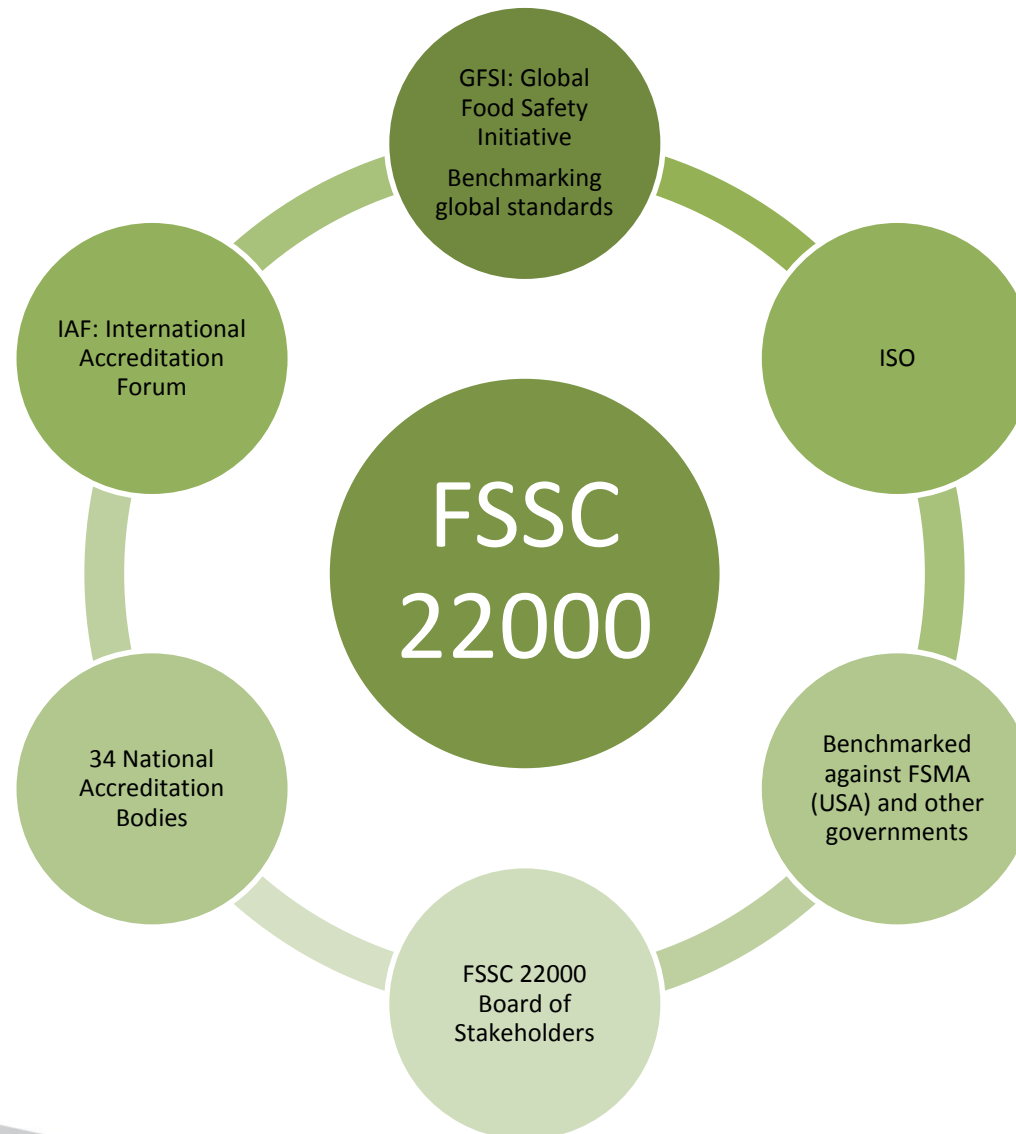 GFSI: Global
Food Safety
Initiative
Benchmarking
global standards
IAF: International
Accreditation
Forum
ISO
FSSC
22000
34 National
Accreditation
Bodies
Benchmarked
against FSMA
(USA) and other
governments
FSSC 22000
Board of
Stakeholders